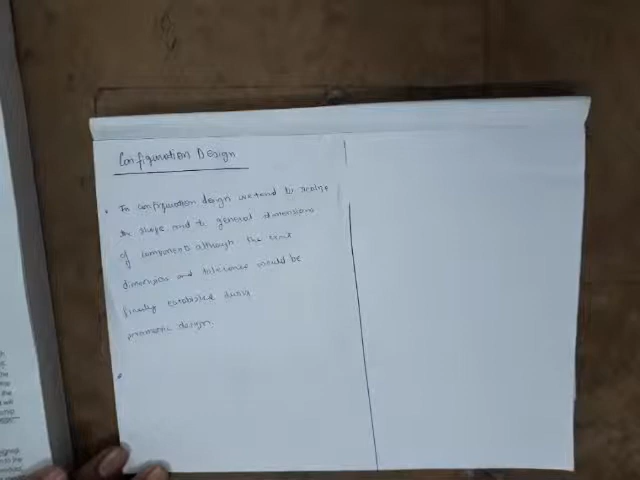 Configuration Design
• In configuration design we tend to realize
the shape and the general dimensions
of components although the exact
dimensions and tolerance would be
finally established during
parametric design.